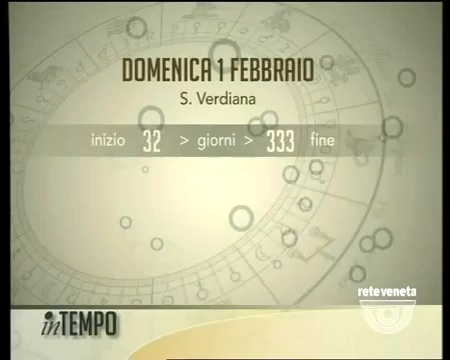 DOMENICA 1 FEBBRAIO
S. Verdiana
inizio 32 > giorni > 333 fine
reteveneta
inTEMPO